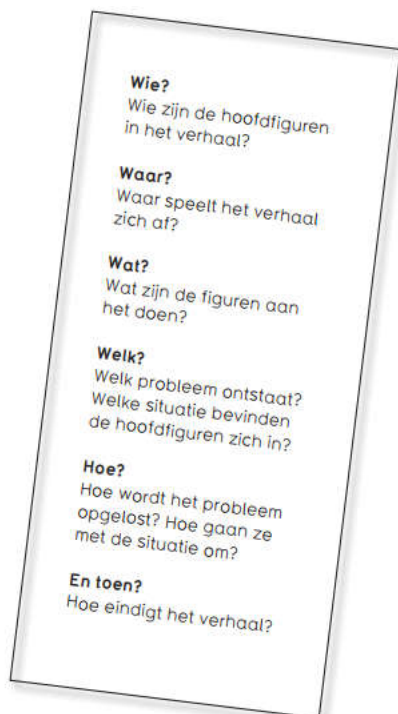 Wie?
Wie zijn de hoofdfiguren
in het verhaal?
Waar?
Waar speelt het verhaal
zich af?
Wat?
Wat zijn de figuren aan
het doen?
Welk?
Welk probleem ontstaat?
Welke situatie bevinden
de hoofdfiguren zich in?
Hoe?
Hoe wordt het probleem
opgelost? Hoe gaan ze
met de situatie om?
En toen?
Hoe eindigt het verhaal?